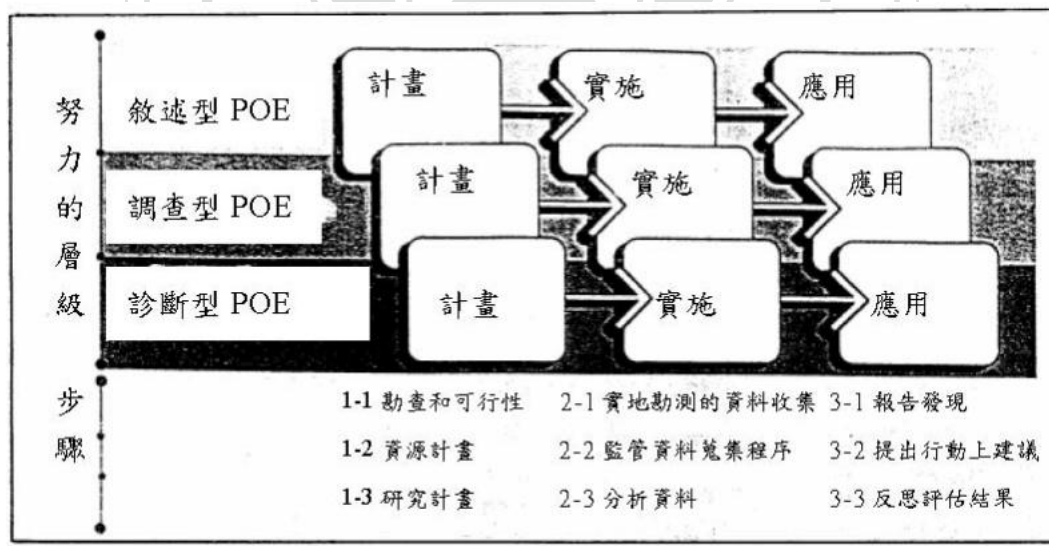 努力的層級
敘述型 POE
計畫
實施
應用
調查型 POE
計畫
實施
應用
診斷型 POE
計畫
實施
應用
步驟
1-1 勘查和可行性
2-1 實地勘測的資料收集
3-1 報告發現
1-2 資源計畫
2-2 監管資料蒐集程序
3-2 提出行動上建議
1-3 研究計畫
2-3 分析資料
3-3 反思評估結果